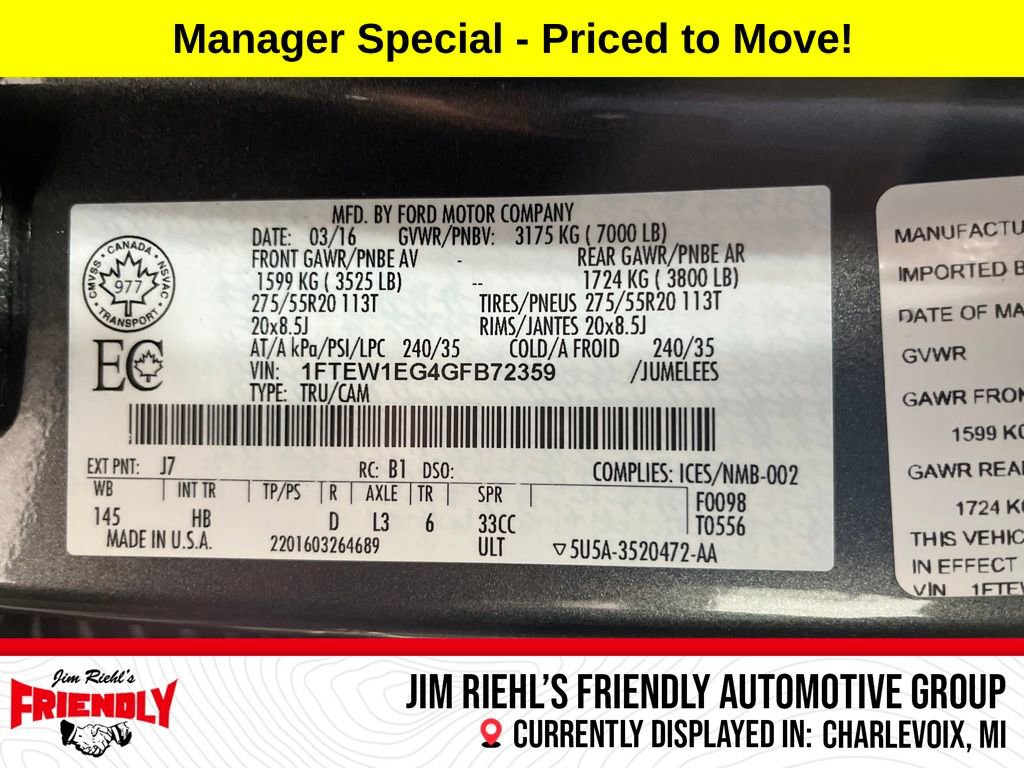 Manager Special - Priced to Move!
MFD. BY FORD MOTOR COMPANY
DATE: 03/16 GVWR/PNBV: 3175 KG ( 7000 LB)
FRONT GAWR/PNBE AV - REAR GAWR/PNBE AR
1599 KG ( 3525 LB) -- 1724 KG ( 3800 LB)
275/55R20 113T TIRES/PNEUS 275/55R20 113T
20x8.5J RIMS/JANTES 20x8.5J
AT/A kPa/PSI/LPC 240/35 COLD/A FROID 240/35
VIN: 1FTEW1EG4GFB72359 /JUMELEES
TYPE: TRU/CAM
CANADA
CMVSS NSVAC
977
TRANSPORT
EC
EXT PNT: J7 RC: B1 DSO: COMPLIES: ICES/NMB-002
WB INT TR TP/PS R AXLE TR SPR F0098
145 HB D L3 6 33CC T0556
MADE IN U.S.A. 2201603264689 ULT ▽5U5A-3520472-AA
MANUFACTU
IMPORTED B
DATE OF MA
GVWR
GAWR FRON
1599 KG
GAWR REA
1724 KG
THIS VEHIC
IN EFFECT
VIN 1FTEW
Jim Riehl's
FRIENDLY
JIM RIEHL'S FRIENDLY AUTOMOTIVE GROUP
CURRENTLY DISPLAYED IN: CHARLEVOIX, MI